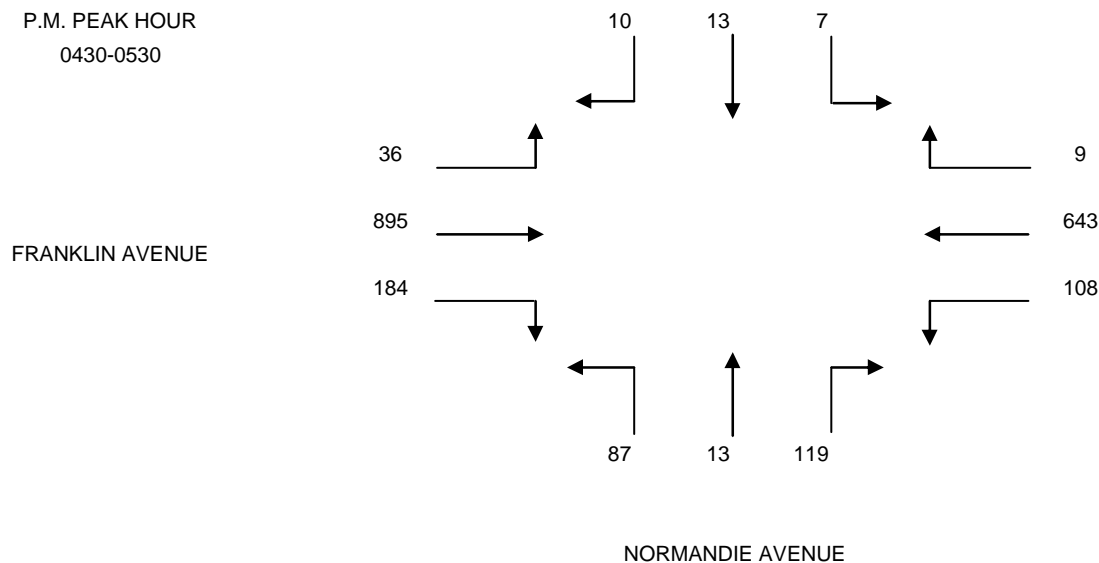 P.M. PEAK HOUR
0430-0530
10 13 7
36 9
895 643
FRANKLIN AVENUE
184 108
87 13 119
NORMANDIE AVENUE